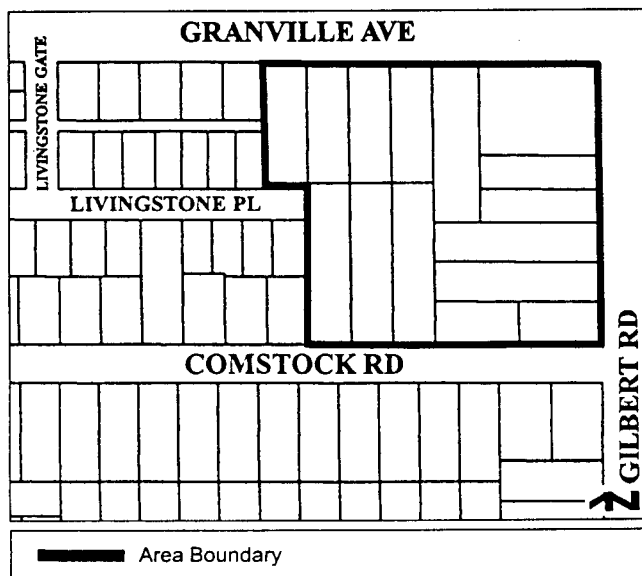 GRANVILLE AVE
LIVINGSTONE GATE
LIVINGSTONE PL
COMSTOCK RD
GILBERT RD
Area Boundary